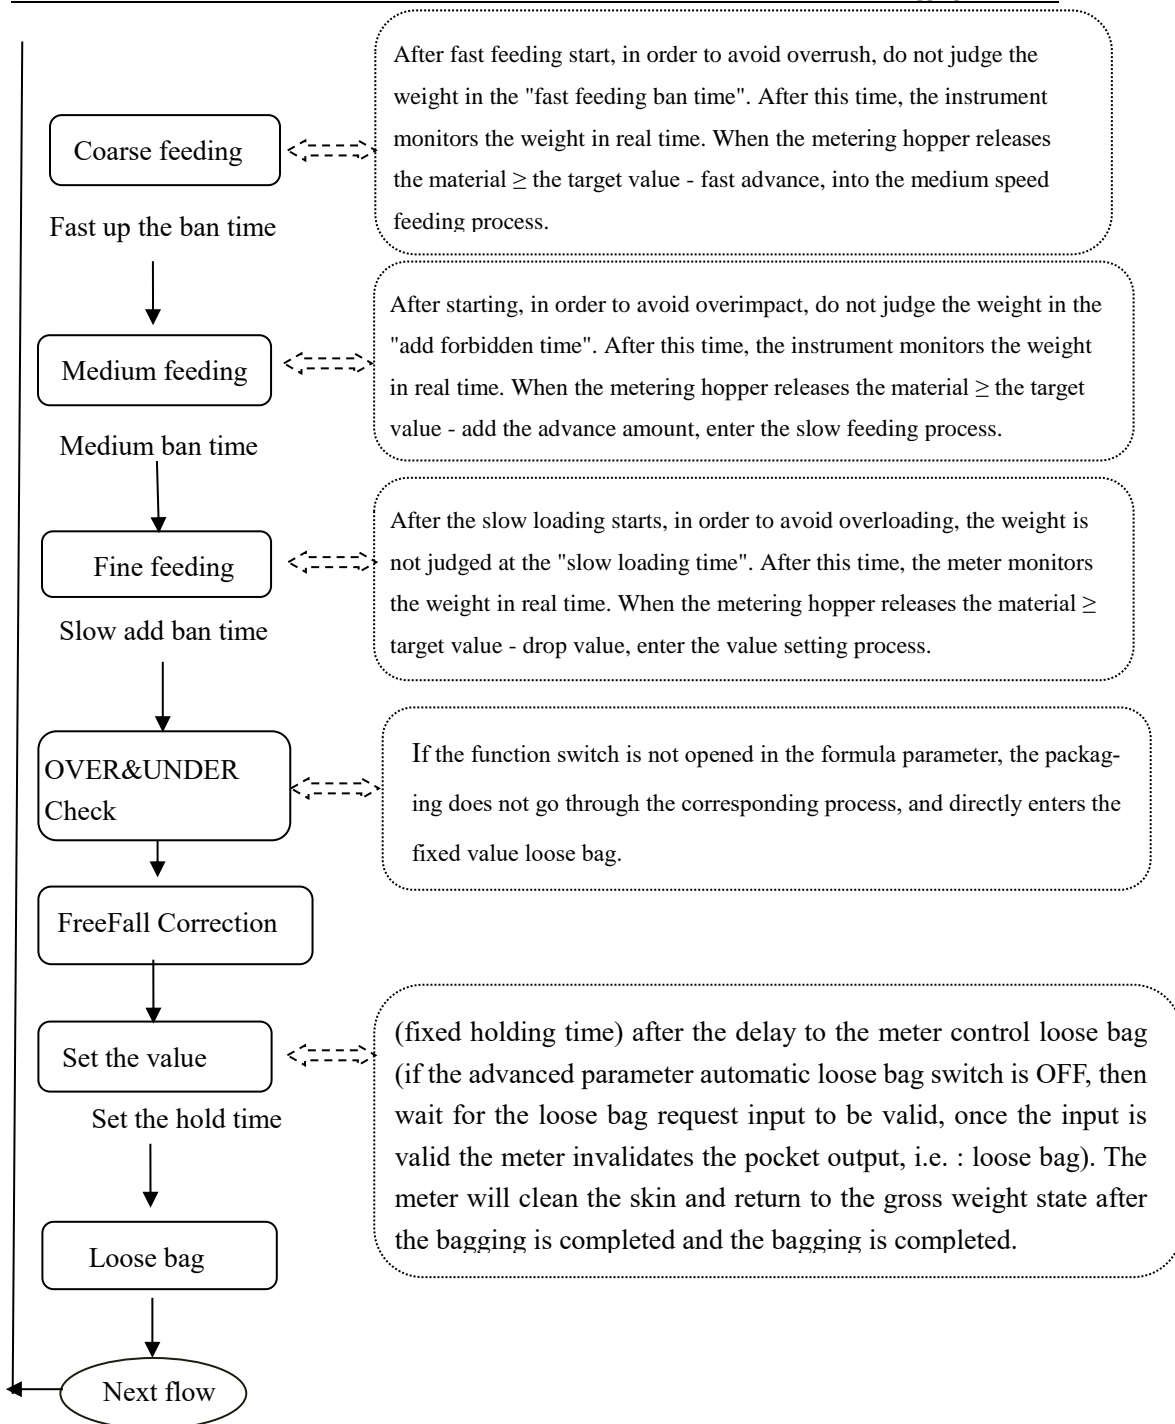 After fast feeding start, in order to avoid overrush, do not judge the
weight in the "fast feeding ban time". After this time, the instrument
monitors the weight in real time. When the metering hopper releases
the material ≥ the target value - fast advance, into the medium speed
feeding process.
Coarse feeding
Fast up the ban time
After starting, in order to avoid overimpact, do not judge the weight in the
"add forbidden time". After this time, the instrument monitors the weight
in real time. When the metering hopper releases the material ≥ the target
value - add the advance amount, enter the slow feeding process.
Medium feeding
Medium ban time
After the slow loading starts, in order to avoid overloading, the weight is
not judged at the "slow loading time". After this time, the meter monitors
the weight in real time. When the metering hopper releases the material ≥
target value - drop value, enter the value setting process.
Fine feeding
Slow add ban time
OVER&UNDER
Check
If the function switch is not opened in the formula parameter, the packag-
ing does not go through the corresponding process, and directly enters the
fixed value loose bag.
FreeFall Correction
Set the value
Set the hold time
(fixed holding time) after the delay to the meter control loose bag
(if the advanced parameter automatic loose bag switch is OFF, then
wait for the loose bag request input to be valid, once the input is
valid the meter invalidates the pocket output, i.e. : loose bag). The
meter will clean the skin and return to the gross weight state after
the bagging is completed and the bagging is completed.
Loose bag
Next flow